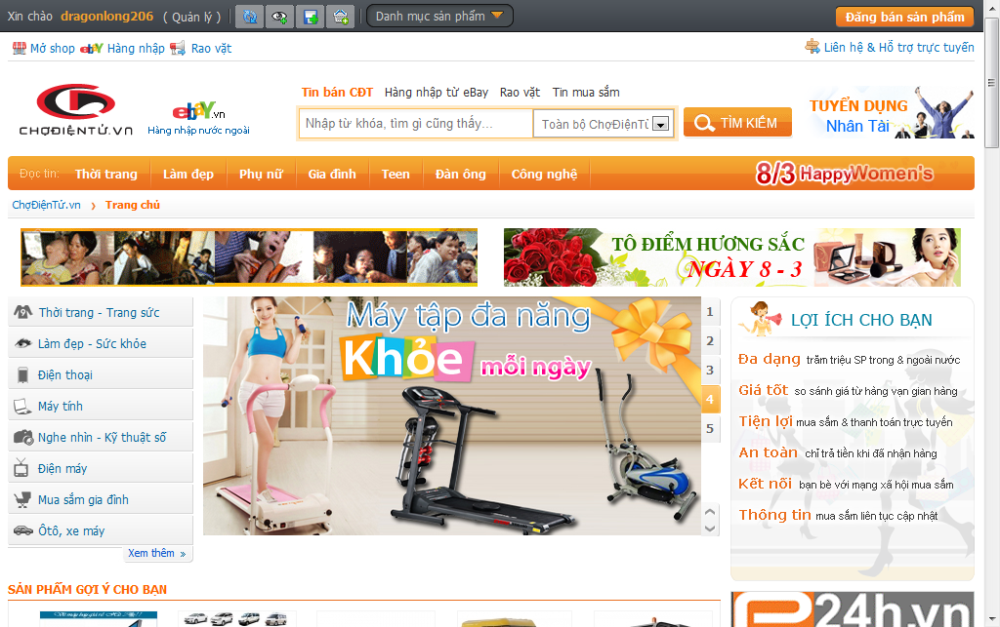 Xin chào dragonlong206 ( Quản lý ) Danh mục sản phẩm Đăng bán sản phẩm
Mở shop ebY Hàng nhập Rao vặt Liên hệ & Hỗ trợ trực tuyến
Tin bán CĐT Hàng nhập từ eBay Rao vặt Tin mua sắm
CHỢĐIỆNTỬ.VN
ebaY.vn
Hàng nhập nước ngoài
Nhập từ khóa, tìm gì cũng thấy... Toàn bộ ChợĐiệnTử TÌM KIẾM
TUYỂN DỤNG
Nhân Tài
Đọc tin: Thời trang Làm đẹp Phụ nữ Gia đình Teen Đàn ông Công nghệ 8/3 HappyWomen's
ChợĐiệnTử.vn › Trang chủ
TÔ ĐIỂM HƯƠNG SẮC
NGÀY 8 - 3
Thời trang - Trang sức
Làm đẹp - Sức khỏe
Điện thoại
Máy tính
Nghe nhìn - Kỹ thuật số
Điện máy
Mua sắm gia đình
Ôtô, xe máy
Xem thêm »
Máy tập đa năng
Khỏe mỗi ngày
1
2
3
4
5
LỢI ÍCH CHO BẠN
Đa dạng trăm triệu SP trong & ngoài nước
Giá tốt so sánh giá từ hàng vạn gian hàng
Tiện lợi mua sắm & thanh toán trực tuyến
An toàn chỉ trả tiền khi đã nhận hàng
Kết nối bạn bè với mạng xã hội mua sắm
Thông tin mua sắm liên tục cập nhật
SẢN PHẨM GỢI Ý CHO BẠN
e24h.vn